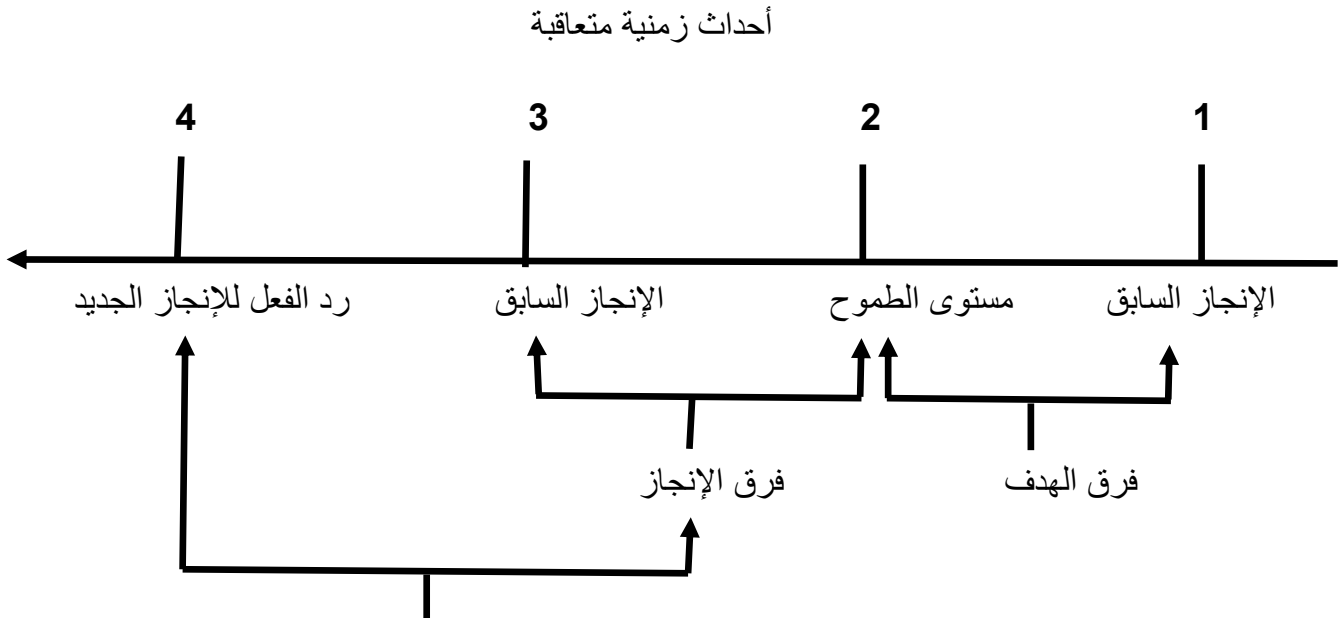 أحداث زمنية متعاقبة
1 2 3 4
الإنجاز السابق مستوى الطموح الإنجاز السابق رد الفعل للإنجاز الجديد
فرق الهدف فرق الإنجاز